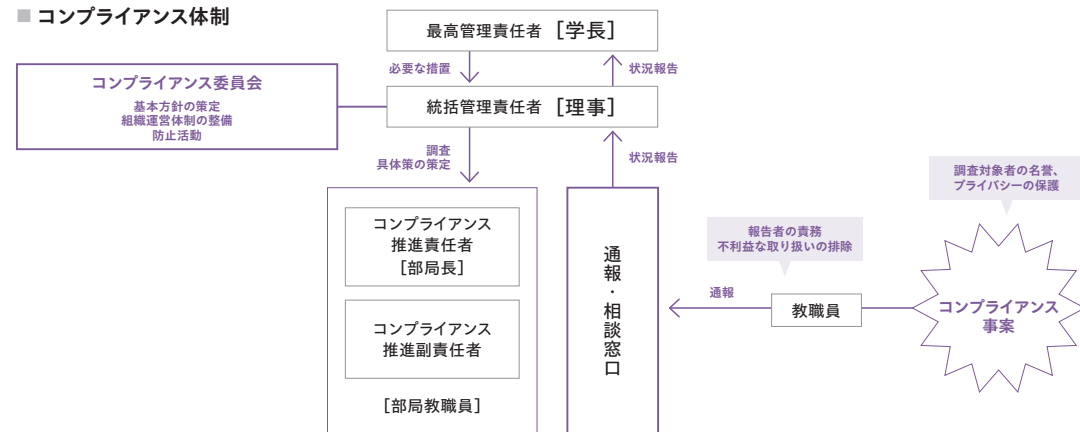 ■ コンプライアンス体制
最高管理責任者 ［学長］
必要な措置
状況報告
コンプライアンス委員会
基本方針の策定
組織運営体制の整備
防止活動
統括管理責任者 ［理事］
調査
具体策の策定
状況報告
コンプライアンス
推進責任者
［部局長］
コンプライアンス
推進副責任者
［部局教職員］
通報・相談窓口
通報
報告者の責務
不利益な取り扱いの排除
教職員
調査対象者の名誉、
プライバシーの保護
コンプライアンス
事案